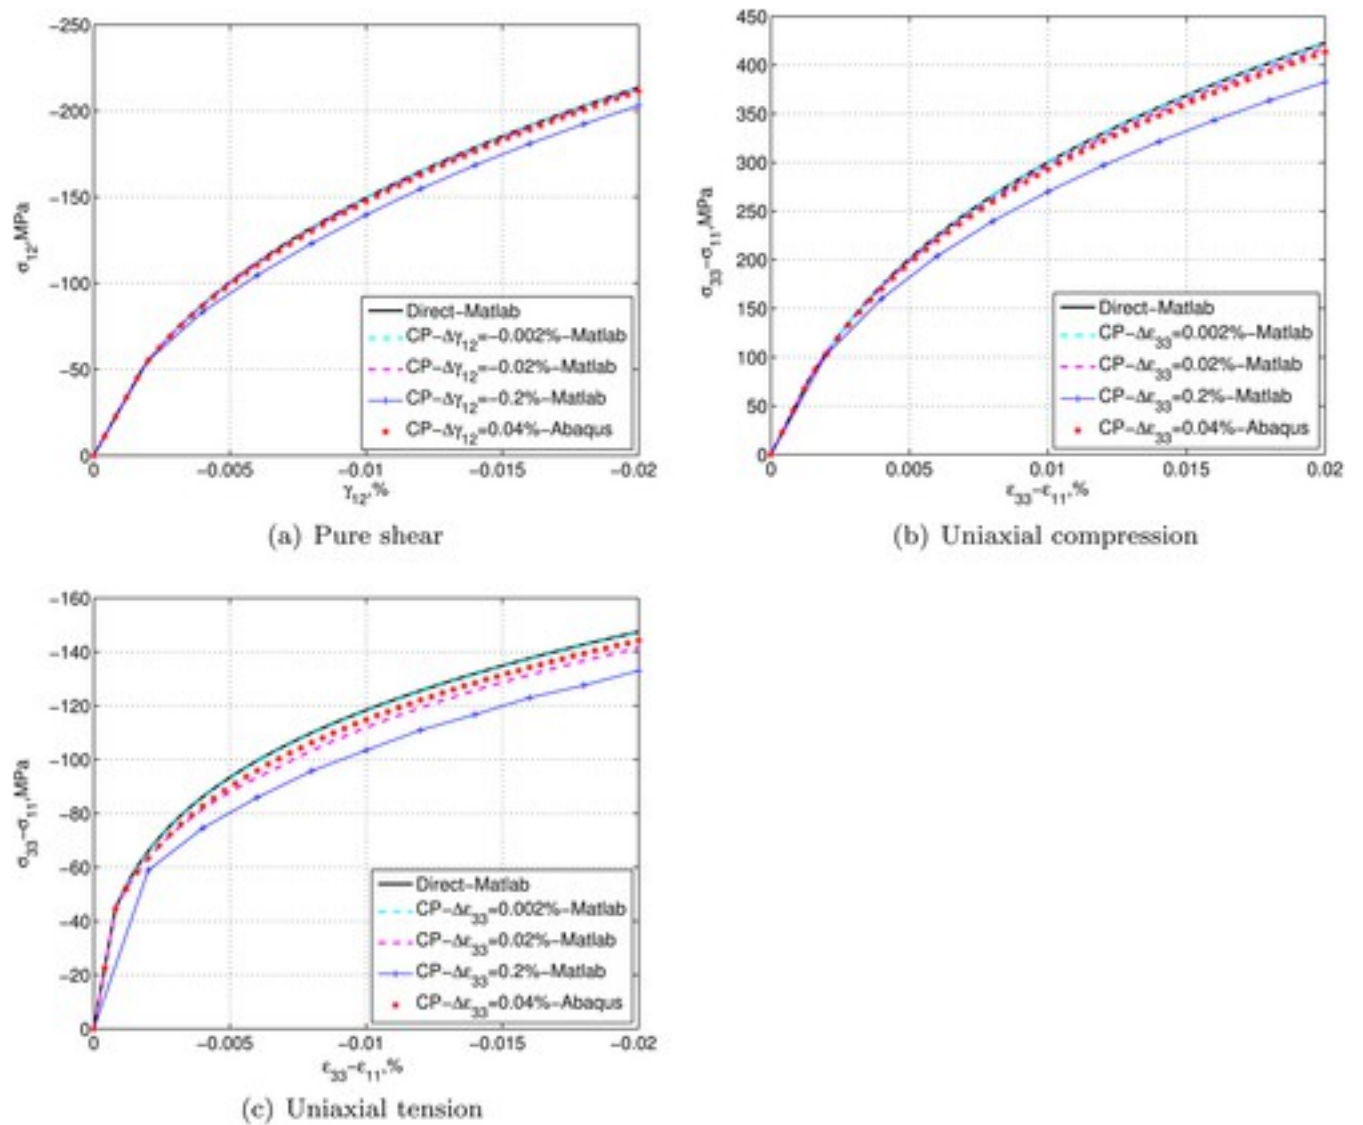 -250
-200
-150
-100
-50
0
σ12,MPa
0 -0.005 -0.01 -0.015 -0.02
γ12,%
Direct-Matlab
CP-Δγ12=-0.002%-Matlab
CP-Δγ12=-0.02%-Matlab
CP-Δγ12=-0.2%-Matlab
CP-Δγ12=0.04%-Abaqus
(a) Pure shear
450
400
350
300
250
200
150
100
50
0
σ33-σ11,MPa
0 0.005 0.01 0.015 0.02
ε33-ε11,%
Direct-Matlab
CP-Δε33=0.002%-Matlab
CP-Δε33=0.02%-Matlab
CP-Δε33=0.2%-Matlab
CP-Δε33=0.04%-Abaqus
(b) Uniaxial compression
-160
-140
-120
-100
-80
-60
-40
-20
0
σ33-σ11,MPa
0 -0.005 -0.01 -0.015 -0.02
ε33-ε11,%
Direct-Matlab
CP-Δε33=0.002%-Matlab
CP-Δε33=0.02%-Matlab
CP-Δε33=0.2%-Matlab
CP-Δε33=0.04%-Abaqus
(c) Uniaxial tension